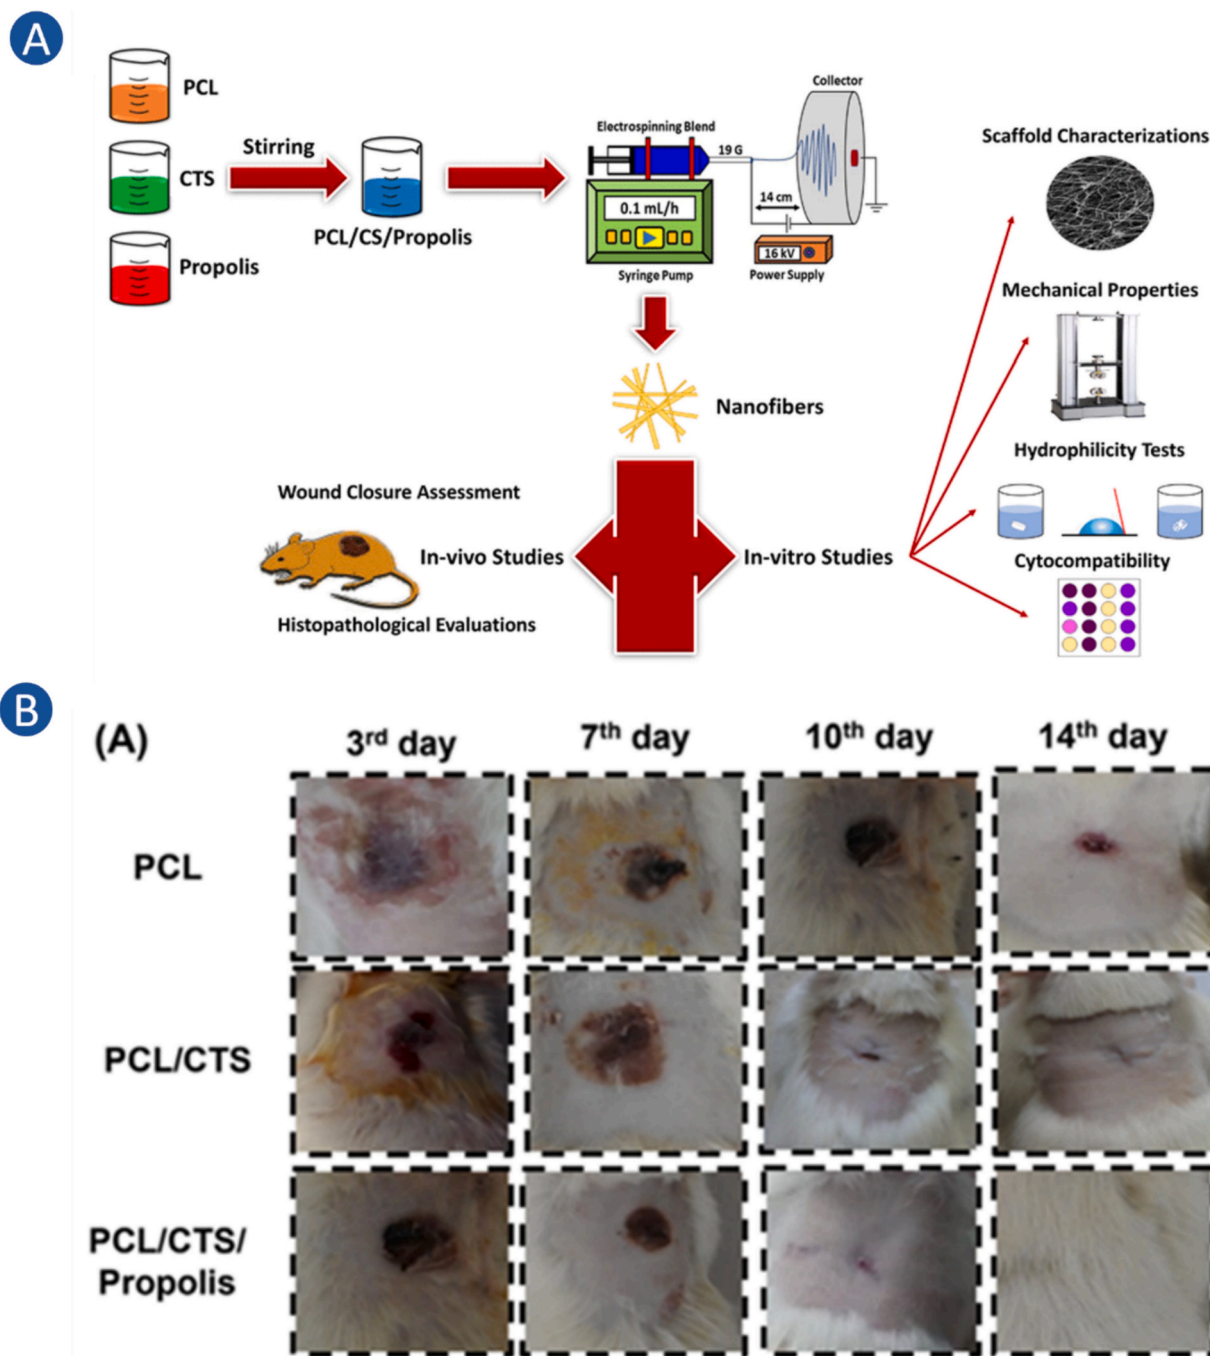 A
PCL
CTS
Propolis
Stirring
PCL/CS/Propolis
Electrospinning Blend
19 G
Collector
14 cm
0.1 mL/h
16 kV
Syringe Pump
Power Supply
Nanofibers
Wound Closure Assessment
In-vivo Studies
Histopathological Evaluations
In-vitro Studies
Scaffold Characterizations
Mechanical Properties
Hydrophilicity Tests
Cytocompatibility
B
(A)
3rd day
7th day
10th day
14th day
PCL
PCL/CTS
PCL/CTS/
Propolis